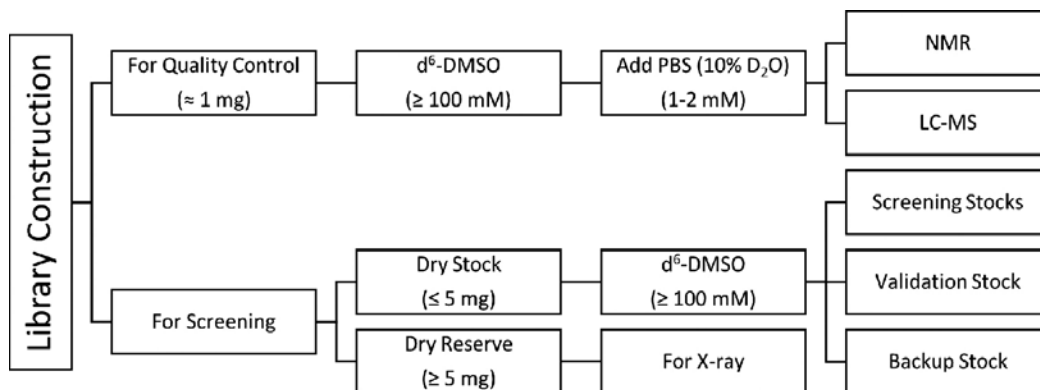 Library Construction
For Quality Control
(≈ 1 mg)
d⁶-DMSO
(≥ 100 mM)
Add PBS (10% D₂O)
(1-2 mM)
NMR
LC-MS
For Screening
Dry Stock
(≤ 5 mg)
d⁶-DMSO
(≥ 100 mM)
Screening Stocks
Validation Stock
Backup Stock
Dry Reserve
(≥ 5 mg)
For X-ray